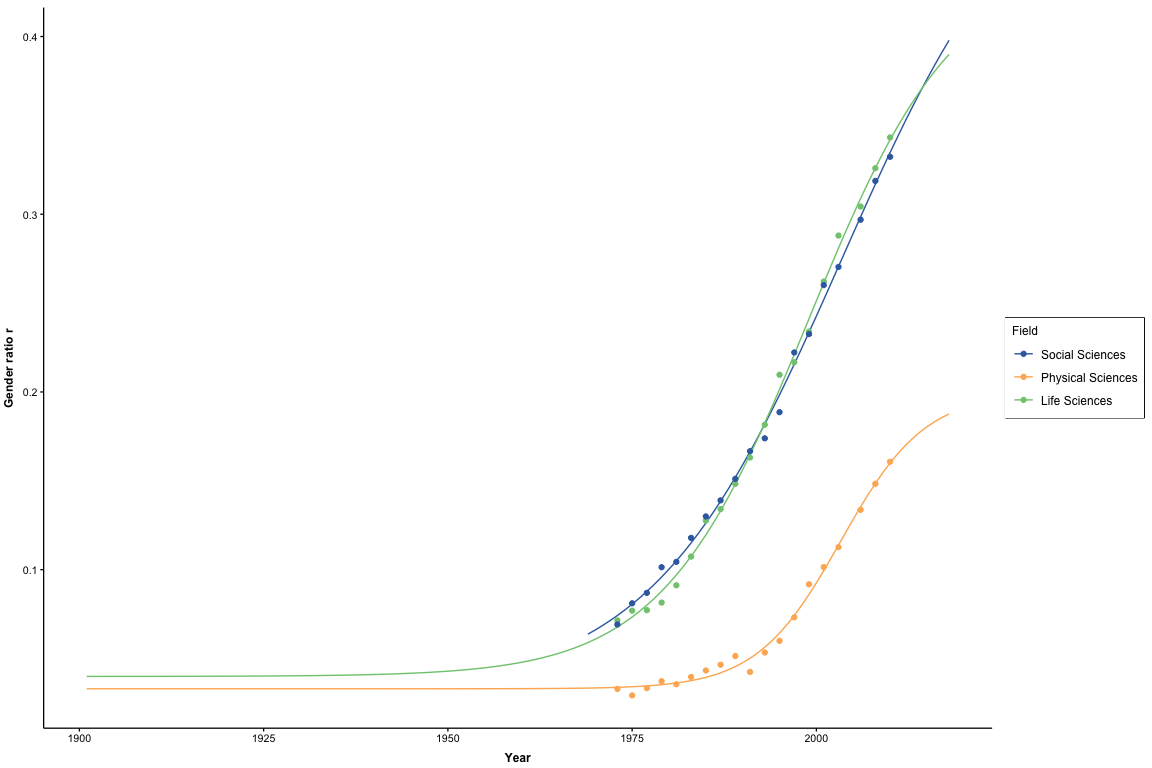 0.4
0.3
0.2
0.1
Gender ratio r
1900 1925 1950 1975 2000
Year
Field
Social Sciences
Physical Sciences
Life Sciences